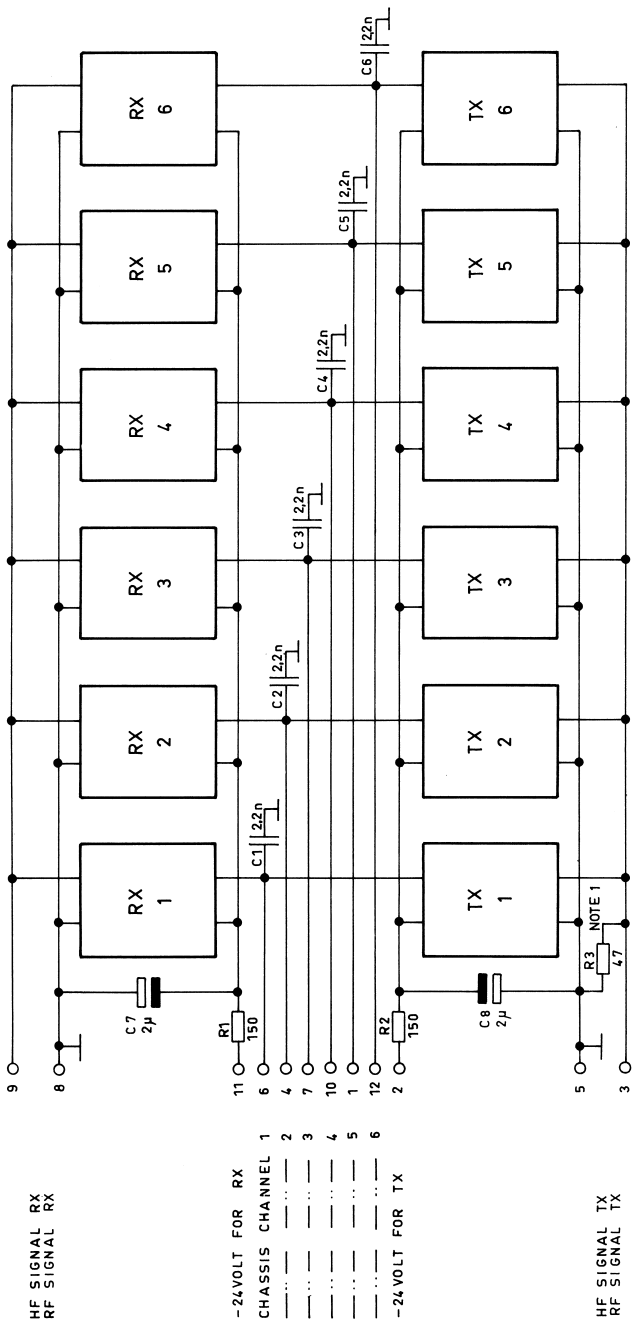 HF SIGNAL RX
RF SIGNAL RX
-24VOLT FOR RX
CHASSIS CHANNEL 1
—— ·· —— ·· —— 2
—— ·· —— ·· —— 3
—— ·· —— ·· —— 4
—— ·· —— ·· —— 5
—— ·· —— ·· —— 6
-24VOLT FOR TX
HF SIGNAL TX
RF SIGNAL TX
9
8
11
6
4
7
10
1
12
2
5
3
C7
2µ
R1
150
R2
150
C8
2µ
R3
47
NOTE 1
RX
1
RX
2
RX
3
RX
4
RX
5
RX
6
C1
2,2n
C2
2,2n
C3
2,2n
C4
2,2n
C5
2,2n
C6
2,2n
TX
1
TX
2
TX
3
TX
4
TX
5
TX
6